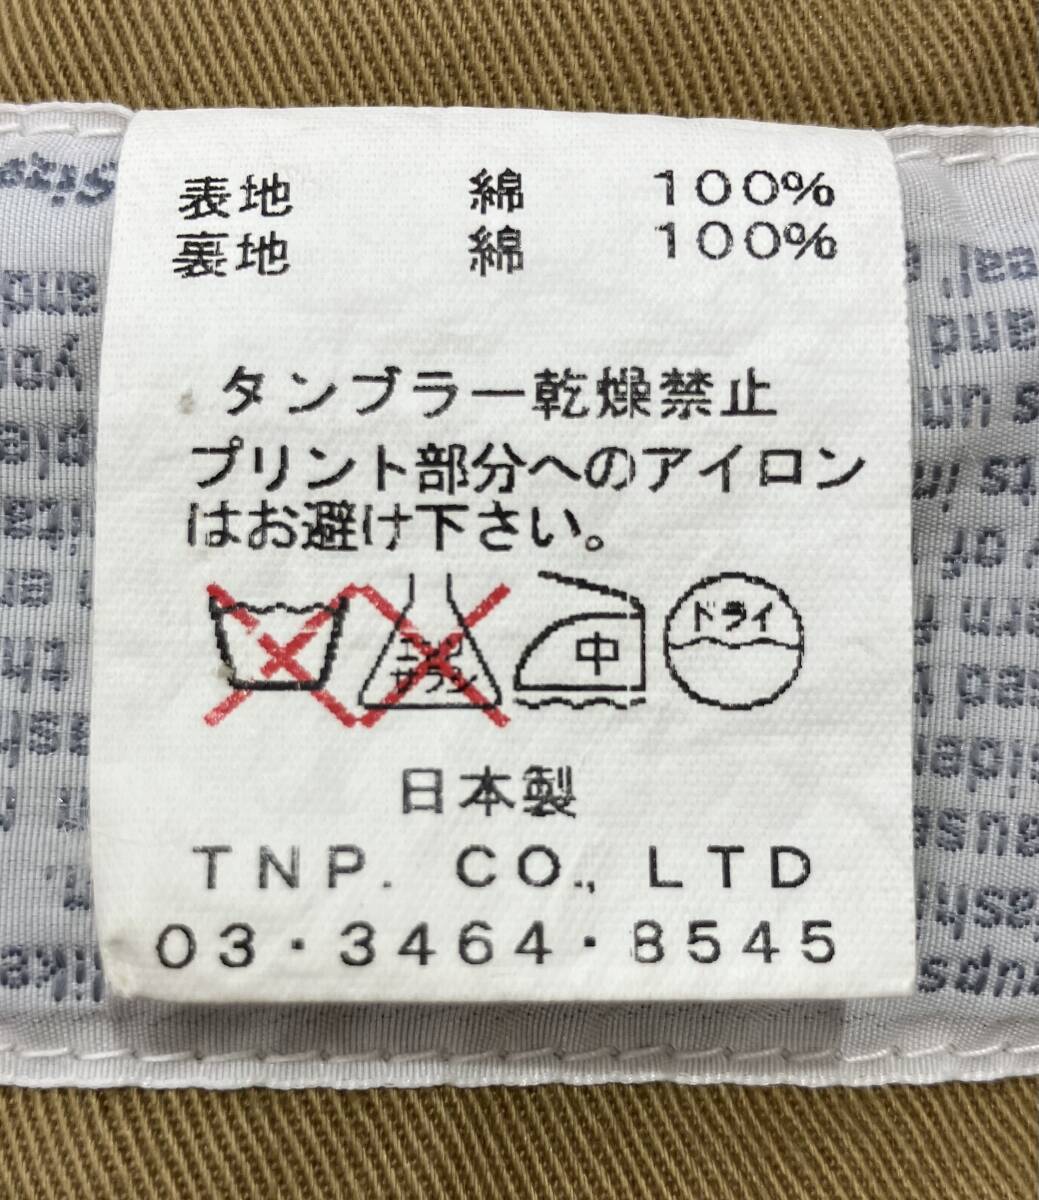 表地 綿 100%
裏地 綿 100%
タンブラー乾燥禁止
プリント部分へのアイロン
はお避け下さい。
エンソ サラシ 中 ドライ
日本製
TNP. CO., LTD
03・3464・8545